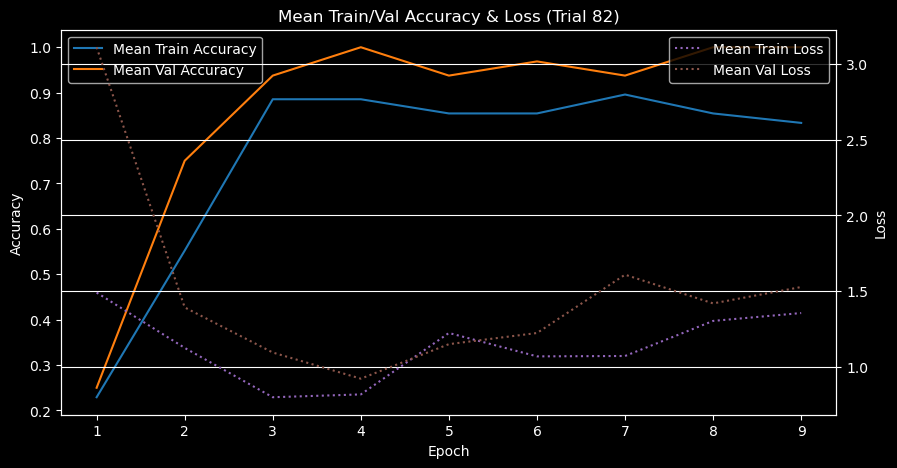 Mean Train/Val Accuracy & Loss (Trial 82)
Mean Train Accuracy
Mean Val Accuracy
Mean Train Loss
Mean Val Loss
1.0
0.9
0.8
0.7
0.6
0.5
0.4
0.3
0.2
Accuracy
3.0
2.5
2.0
1.5
1.0
Loss
1 2 3 4 5 6 7 8 9
Epoch